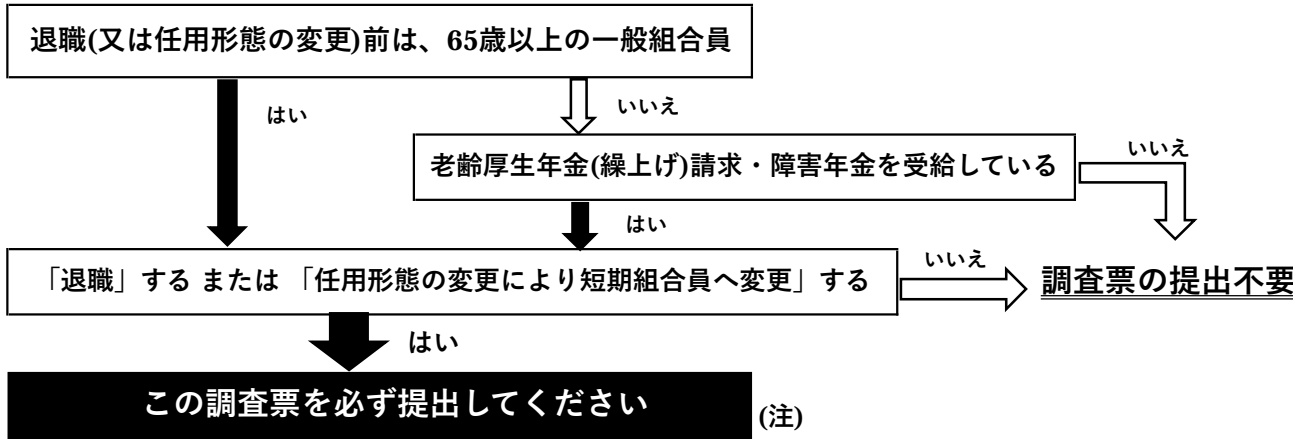 退職(又は任用形態の変更)前は、65歳以上の一般組合員
はい
いいえ
老齢厚生年金(繰上げ)請求・障害年金を受給している
いいえ
はい
「退職」する または 「任用形態の変更により短期組合員へ変更」する
いいえ
調査票の提出不要
はい
この調査票を必ず提出してください
(注)